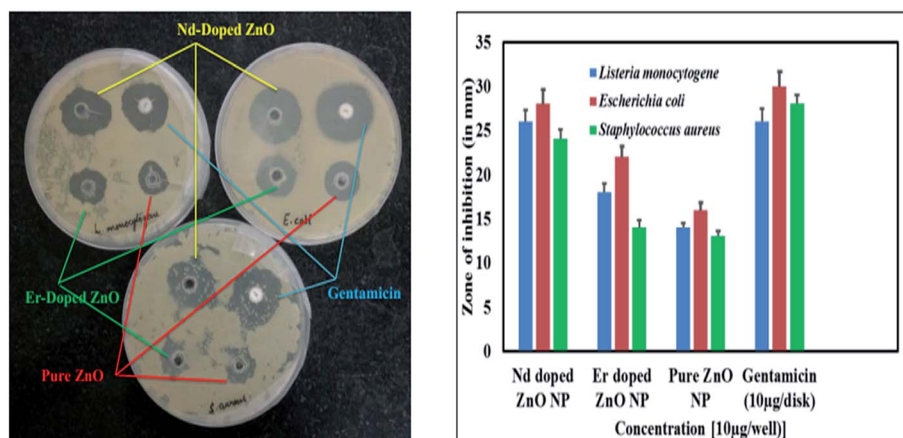 Nd-Doped ZnO
L. monocytogenes
E. coli
Er-Doped ZnO
Gentamicin
Pure ZnO
S. aureus
35
30
25
20
15
10
5
0
Zone of inhibition (in mm)
Listeria monocytogene
Escherichia coli
Staphylococcus aureus
Nd doped
ZnO NP
Er doped
ZnO NP
Pure ZnO
NP
Gentamicin
(10µg/disk)
Concentration [10µg/well)]